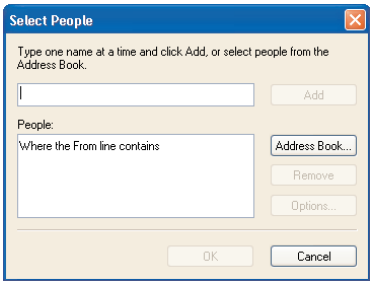 Select People
Type one name at a time and click Add, or select people from the
Address Book.
Add
People:
Where the From line contains
Address Book...
Remove
Options...
OK
Cancel